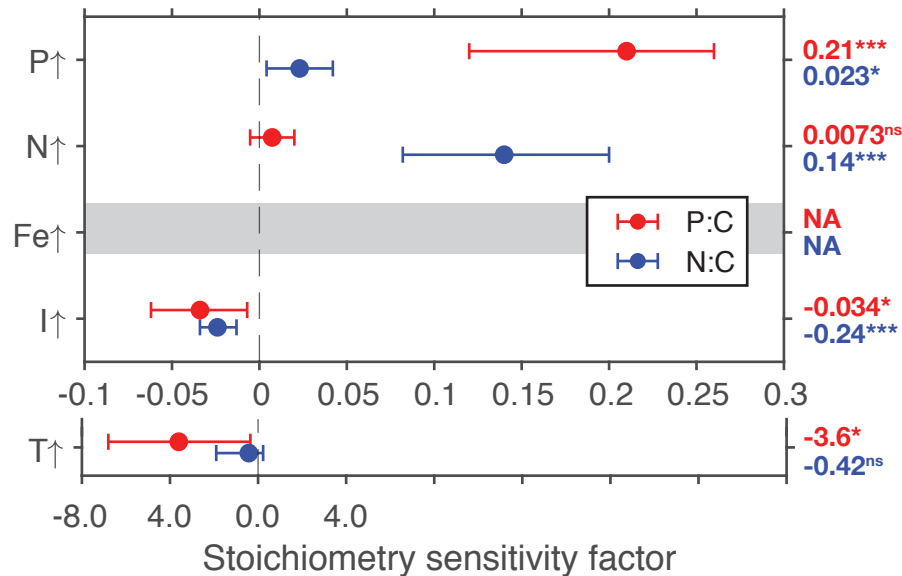 P↑
0.21***
0.023*
N↑
0.0073ns
0.14***
Fe↑
NA
NA
P:C
N:C
I↑
-0.034*
-0.24***
-0.1 -0.05 0 0.05 0.1 0.15 0.2 0.25 0.3
T↑
-3.6*
-0.42ns
-8.0 4.0 0.0 4.0
Stoichiometry sensitivity factor